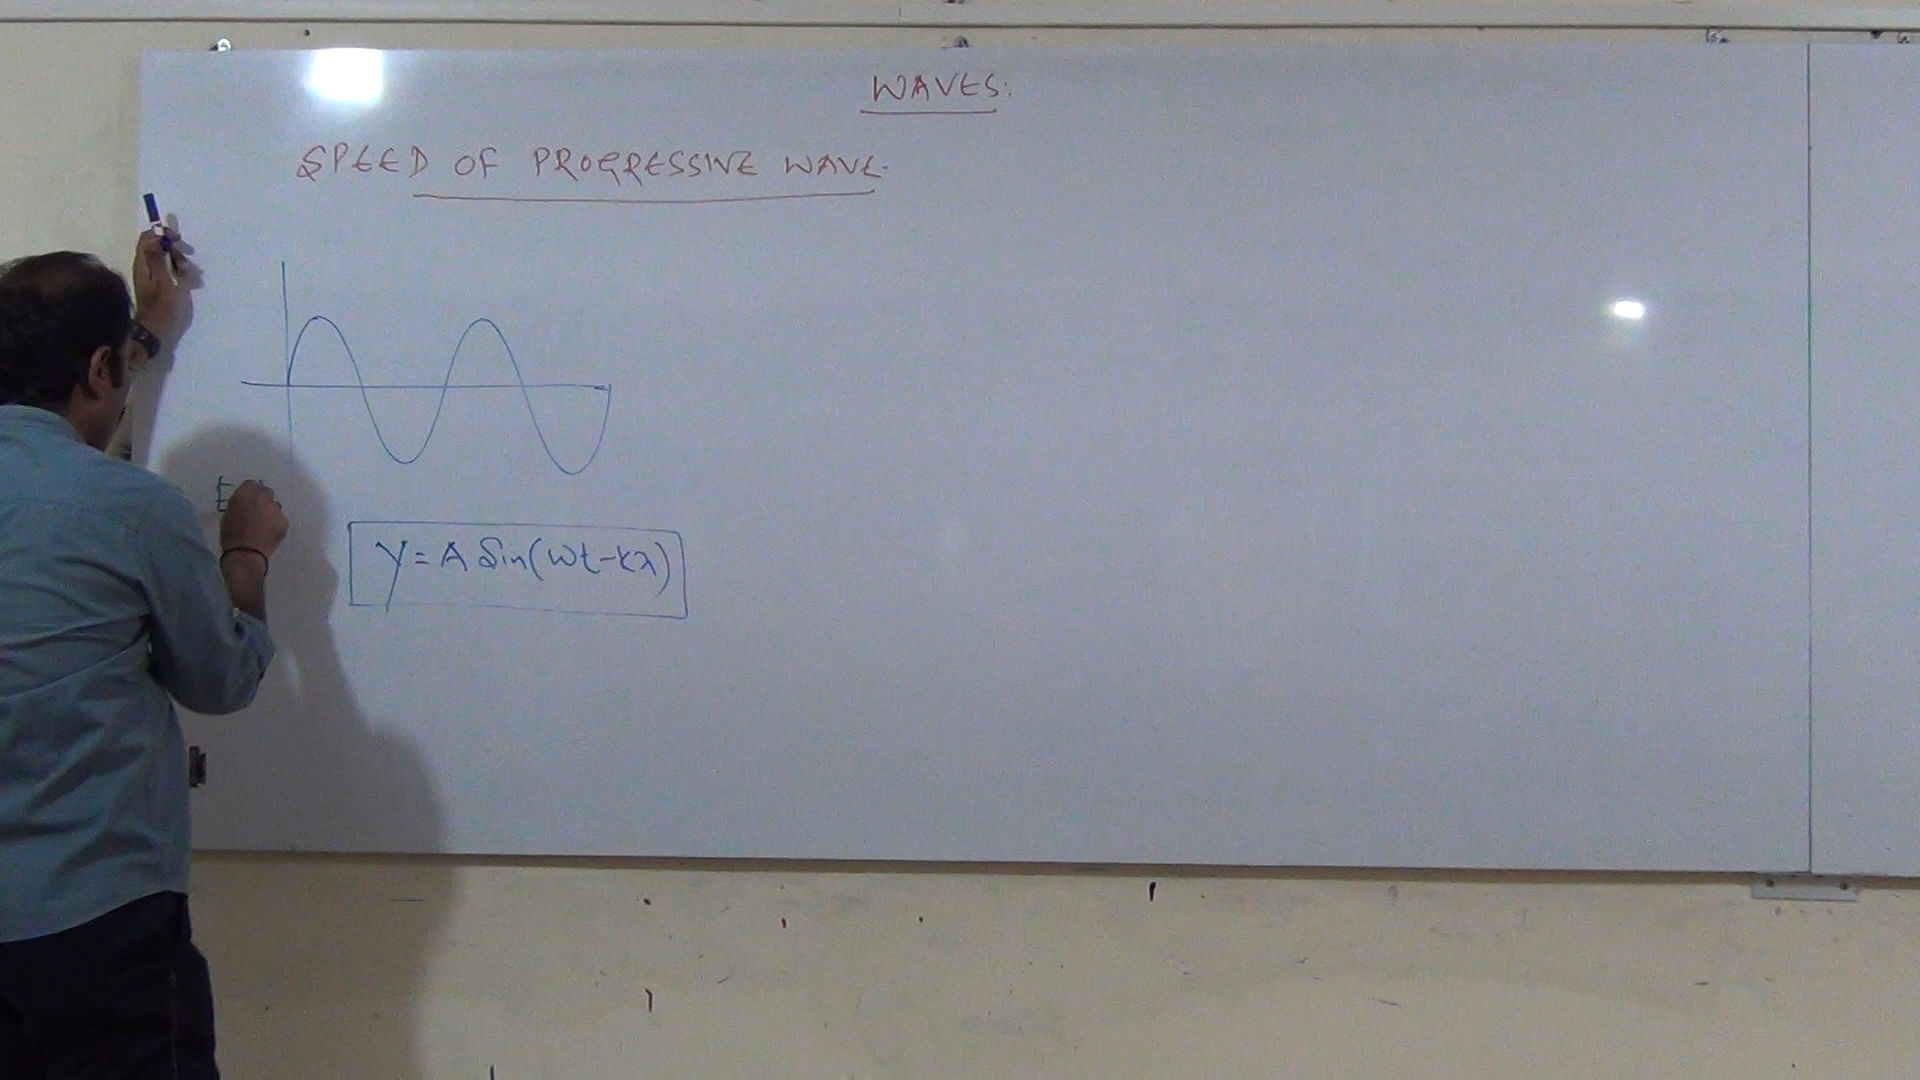 WAVES:
SPEED OF PROGRESSIVE WAVE.
y = A Sin(ωt-kx)